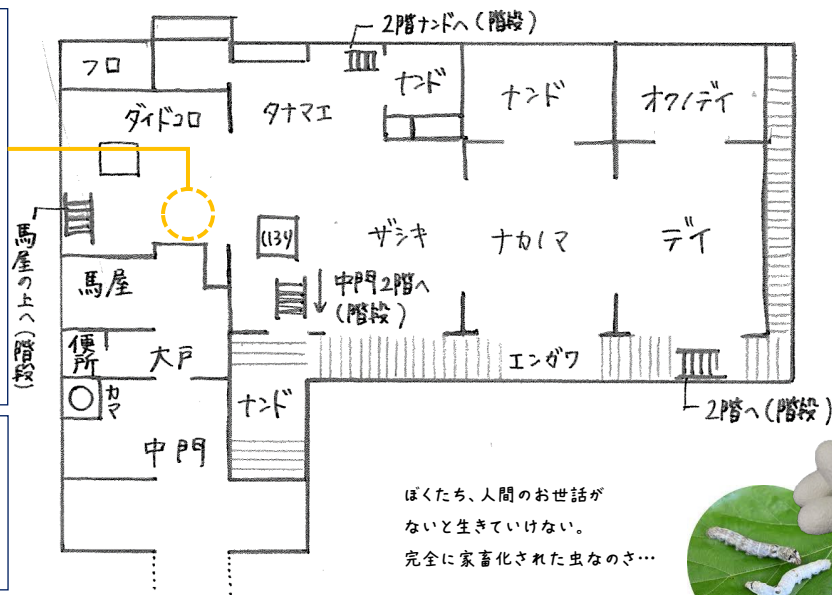 2階ナンドへ(階段)
フロ
ダイドコロ
タナマエ
ナンド
ナンド
オクノデイ
馬屋の上へ(階段)
ザシキ
ナカノマ
デイ
馬屋
中門2階へ
(階段)
便所
大戸
エンガワ
カマ
ナンド
2階へ(階段)
中門
ぼくたち、人間のお世話が
ないと生きていけない。
完全に家畜化された虫なのさ…